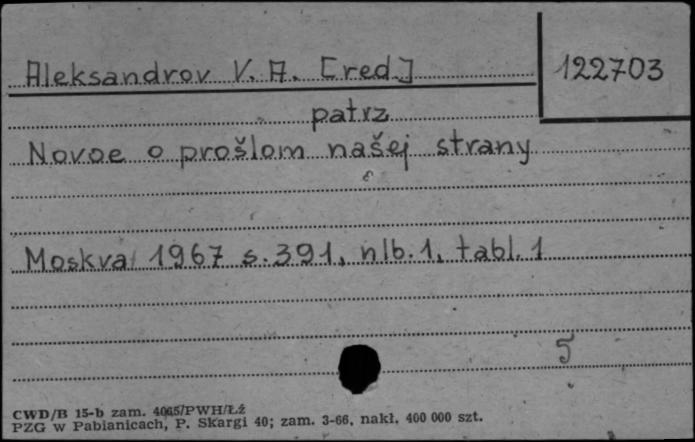 Aleksandrov V. A. [red]
122703
patrz
Novoe o prošlom našej strany
Moskva 1967 s. 391, nlb. 1, tabl. 1
5
CWD/B 15-b zam. 4065/PWH/Łź
PZG w Pabianicach, P. Skargi 40; zam. 3-66, nakł. 400 000 szt.